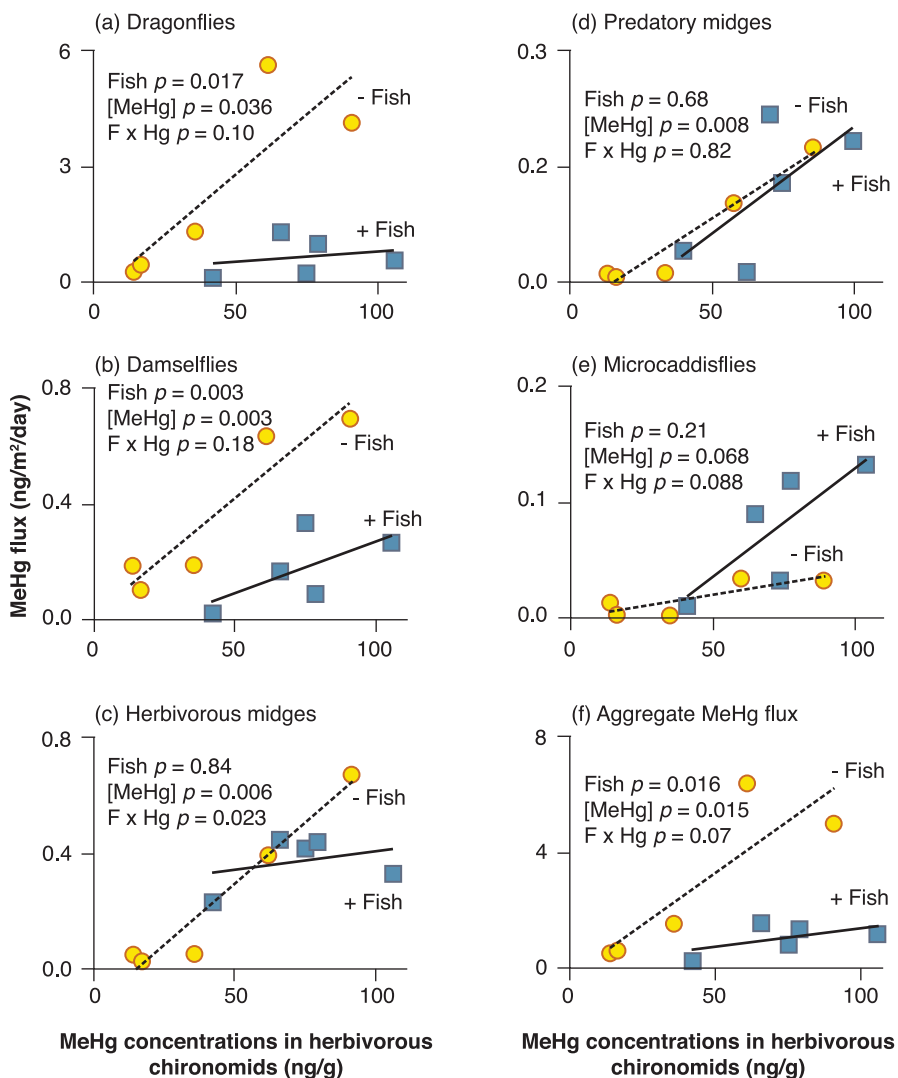 (a) Dragonflies
6
Fish p = 0.017
[MeHg] p = 0.036
F x Hg p = 0.10
- Fish
3
+ Fish
0
0
50
100
(b) Damselflies
0.8
Fish p = 0.003
[MeHg] p = 0.003
F x Hg p = 0.18
- Fish
0.4
+ Fish
0.0
0
50
100
(c) Herbivorous midges
0.8
Fish p = 0.84
[MeHg] p = 0.006
F x Hg p = 0.023
- Fish
0.4
+ Fish
0.0
0
50
100
MeHg flux (ng/m²/day)
MeHg concentrations in herbivorous
chironomids (ng/g)
(d) Predatory midges
0.3
Fish p = 0.68
[MeHg] p = 0.008
F x Hg p = 0.82
- Fish
0.2
+ Fish
0.0
0
50
100
(e) Microcaddisflies
0.2
Fish p = 0.21
[MeHg] p = 0.068
F x Hg p = 0.088
+ Fish
0.1
- Fish
0.0
0
50
100
(f) Aggregate MeHg flux
8
Fish p = 0.016
[MeHg] p = 0.015
F x Hg p = 0.07
- Fish
4
+ Fish
0
0
50
100
MeHg concentrations in herbivorous
chironomids (ng/g)